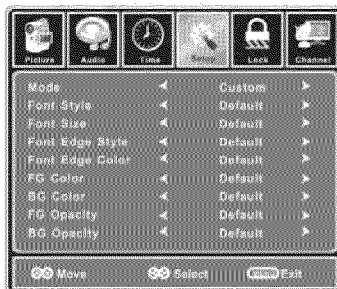 Picture Audio Time Setup Lock Channel
Mode Custom
Font Style Default
Font Size Default
Font Edge Style Default
Font Edge Color Default
FG Color Default
BG Color Default
FG Opacity Default
BG Opacity Default
Move Select Exit